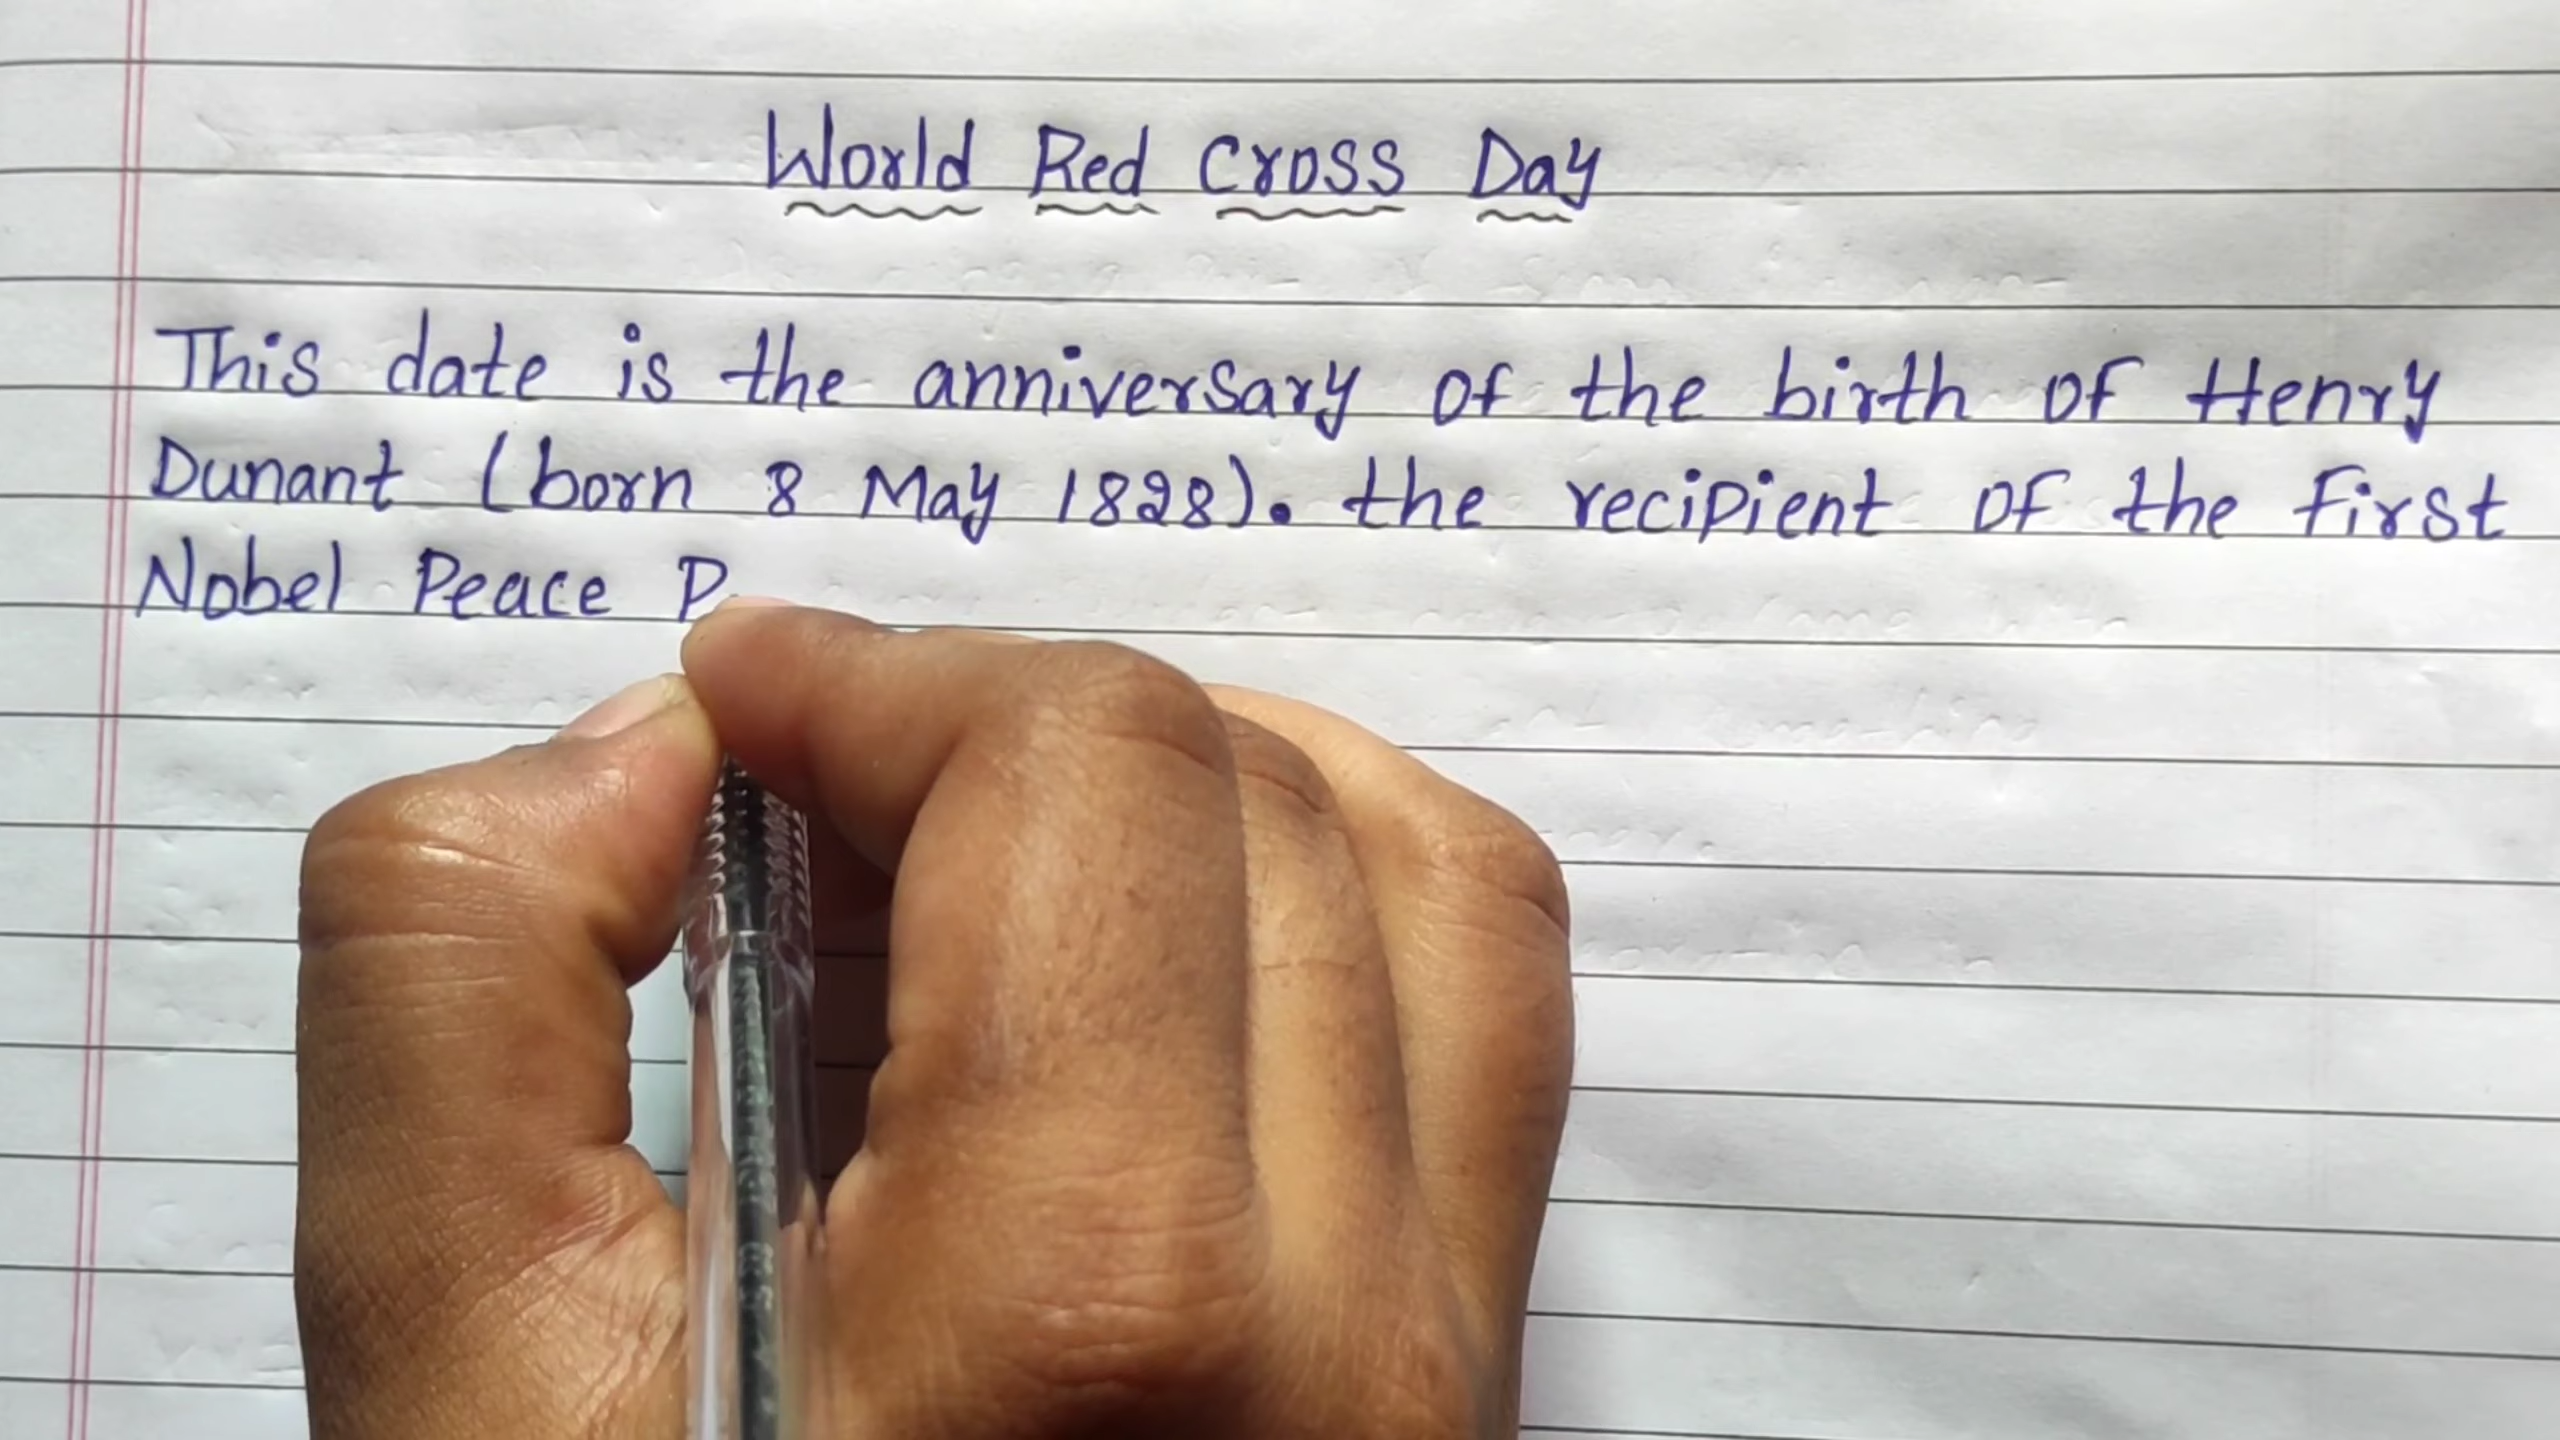 World Red Cross Day
This date is the anniversary of the birth of Henry
Dunant (born 8 May 1828). the recipient of the first
Nobel Peace P